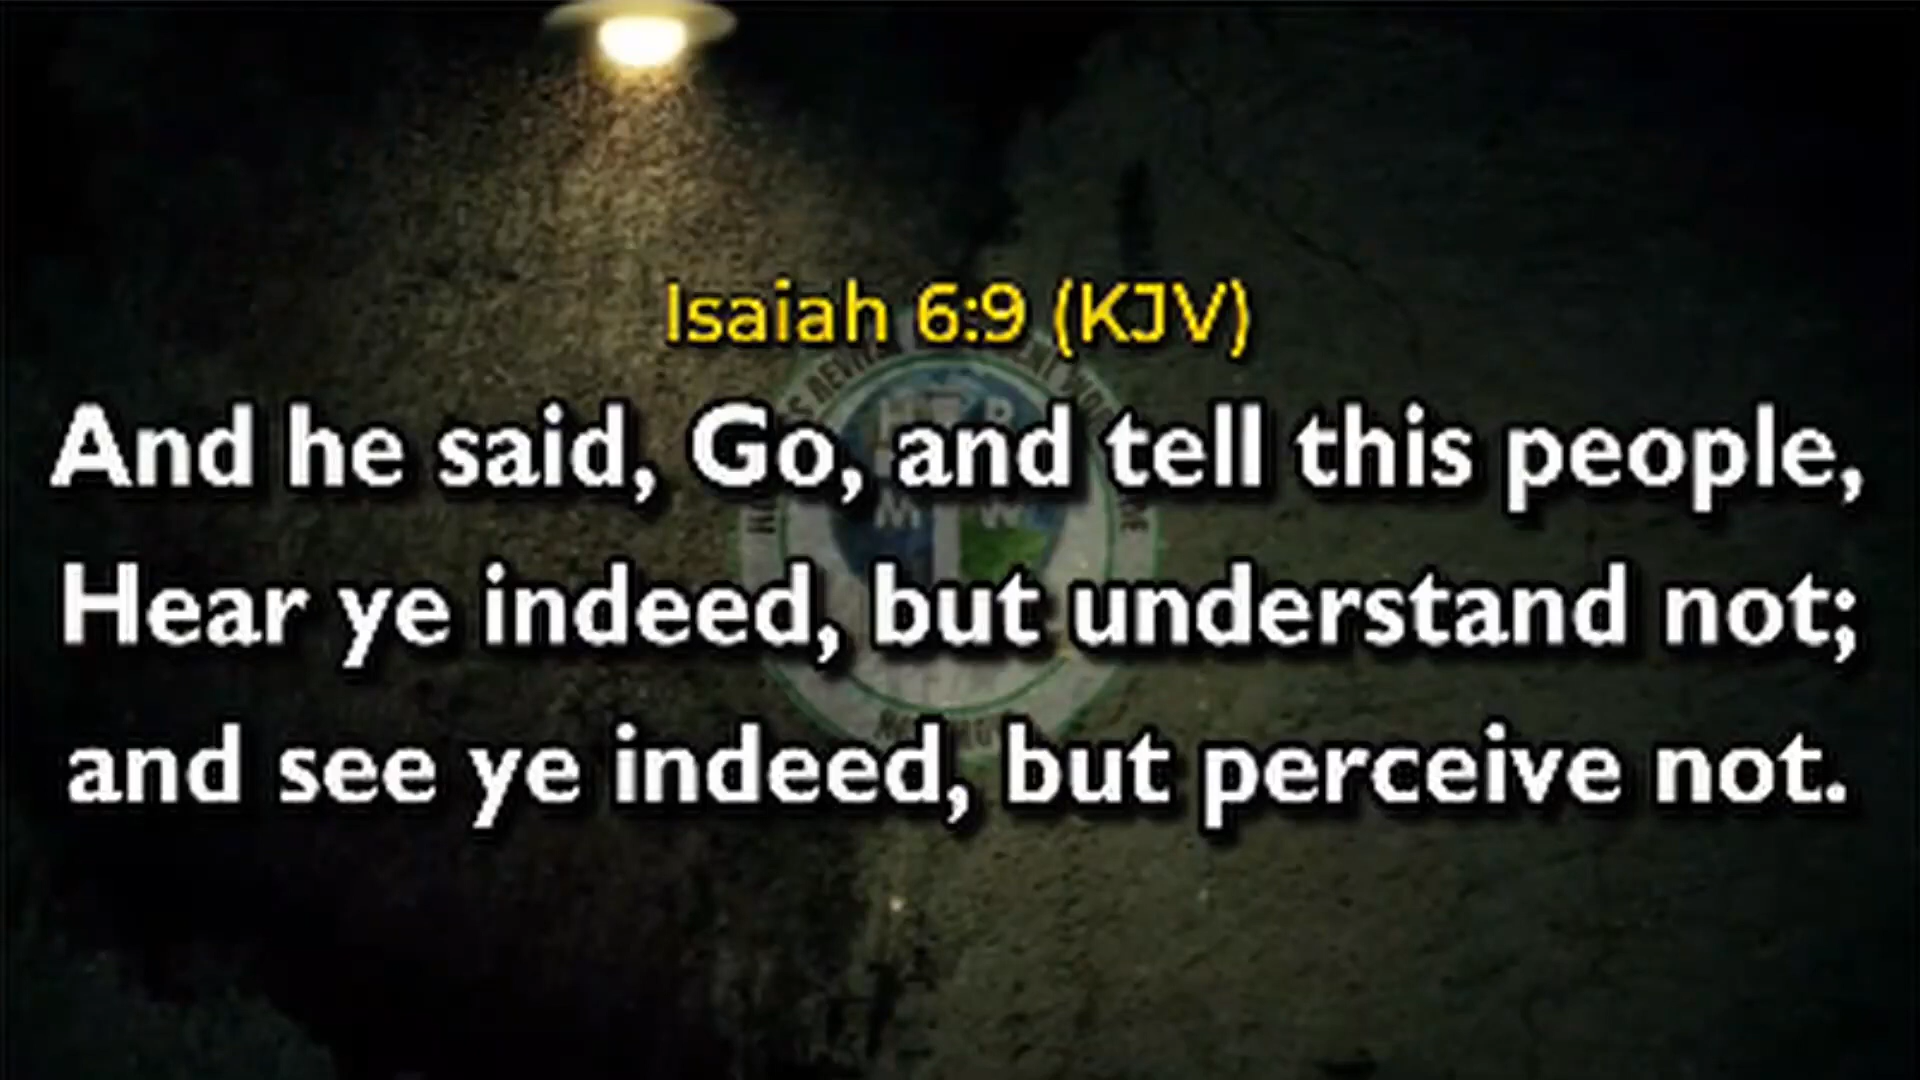 Isaiah 6:9 (KJV)
And he said, Go, and tell this people,
Hear ye indeed, but understand not;
and see ye indeed, but perceive not.